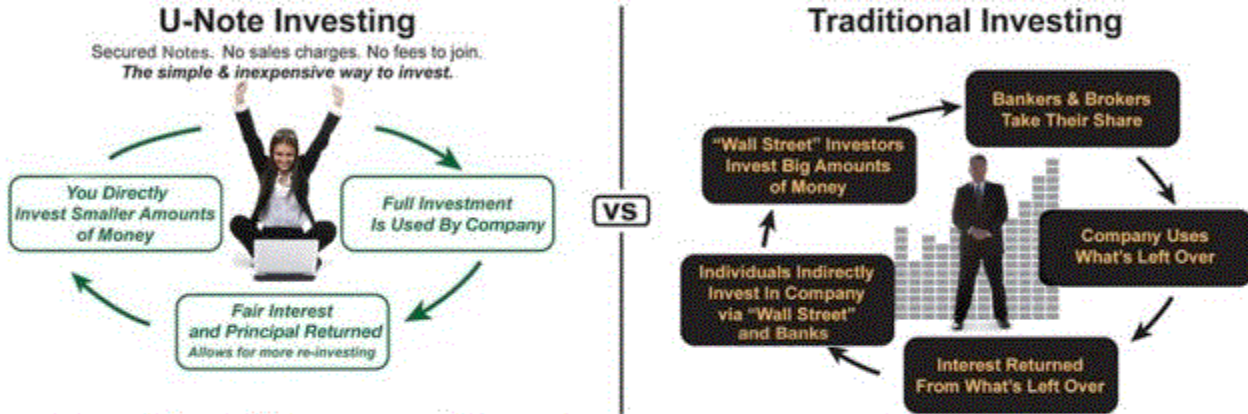 U-Note Investing
Secured Notes. No sales charges. No fees to join.
The simple & inexpensive way to invest.
You Directly
Invest Smaller Amounts
of Money
Full Investment
Is Used By Company
Fair Interest
and Principal Returned
Allows for more re-investing
VS
Traditional Investing
Bankers & Brokers
Take Their Share
"Wall Street" Investors
Invest Big Amounts
of Money
Company Uses
What's Left Over
Individuals Indirectly
Invest In Company
via "Wall Street"
and Banks
Interest Returned
From What's Left Over